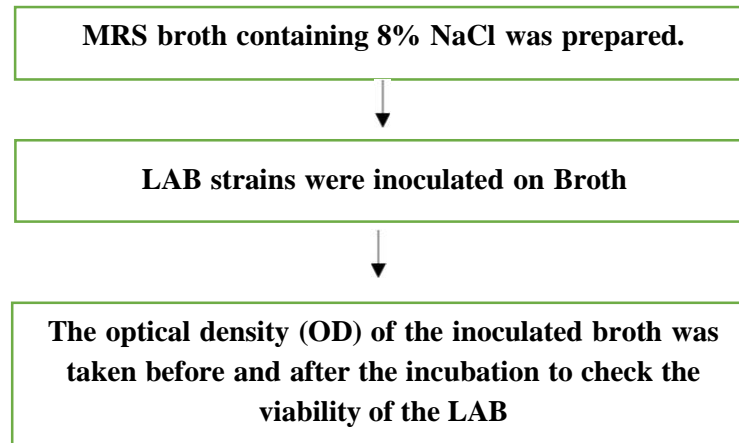 MRS broth containing 8% NaCl was prepared.
LAB strains were inoculated on Broth
The optical density (OD) of the inoculated broth was
taken before and after the incubation to check the
viability of the LAB